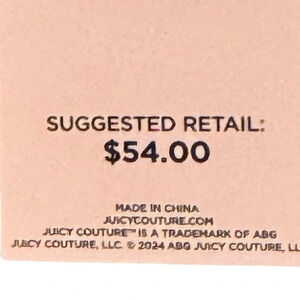 SUGGESTED RETAIL:
$54.00
MADE IN CHINA
JUICYCOUTURE.COM
JUICY COUTURE™ IS A TRADEMARK OF ABG
JUICY COUTURE, LLC. © 2024 ABG JUICY COUTURE, LL